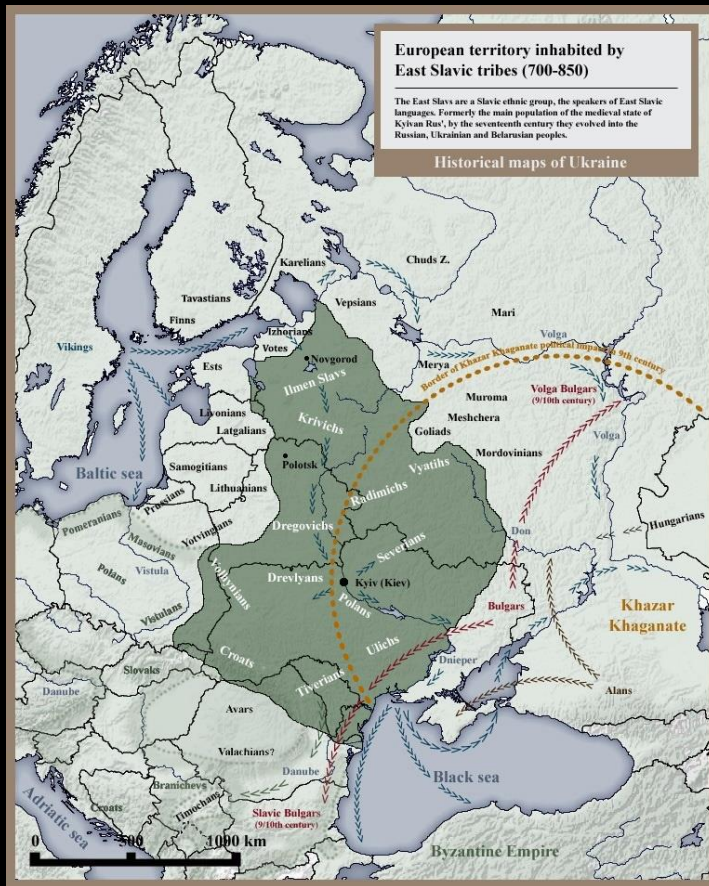 European territory inhabited by
East Slavic tribes (700-850)
The East Slavs are a Slavic ethnic group, the speakers of East Slavic
languages. Formerly the main population of the medieval state of
Kyivan Rus', by the seventeenth century they evolved into the
Russian, Ukrainian and Belarusian peoples.
Historical maps of Ukraine
Karelians
Chuds Z.
Vepsians
Tavastians
Finns
Mari
Izhorians
Vikings
Votes
Novgorod
Volga
Border of Khazar Khaganate political impact in 9th century
Merya
Ests
Ilmen Slavs
Volga Bulgars
(9/10th century)
Muroma
Livonians
Krivichs
Meshchera
Latgalians
Goliads
Volga
Mordovinians
Baltic sea
Samogitians
Polotsk
Vyatihs
Lithuanians
Radimichs
Prussians
Pomeranians
Dregovichs
Hungarians
Yotvingians
Masovians
Don
Severians
Polans
Vistula
Volhynians
Drevlyans
Kyiv (Kiev)
Vistulans
Polans
Bulgars
Khazar
Khaganate
Ulichs
Croats
Dnieper
Slovaks
Tiverians
Danube
Alans
Avars
Valachians?
Danube
Black sea
Branichevs
Adriatic sea
Croats
Timochans
Slavic Bulgars
(9/10th century)
0 500 1000 km
Byzantine Empire